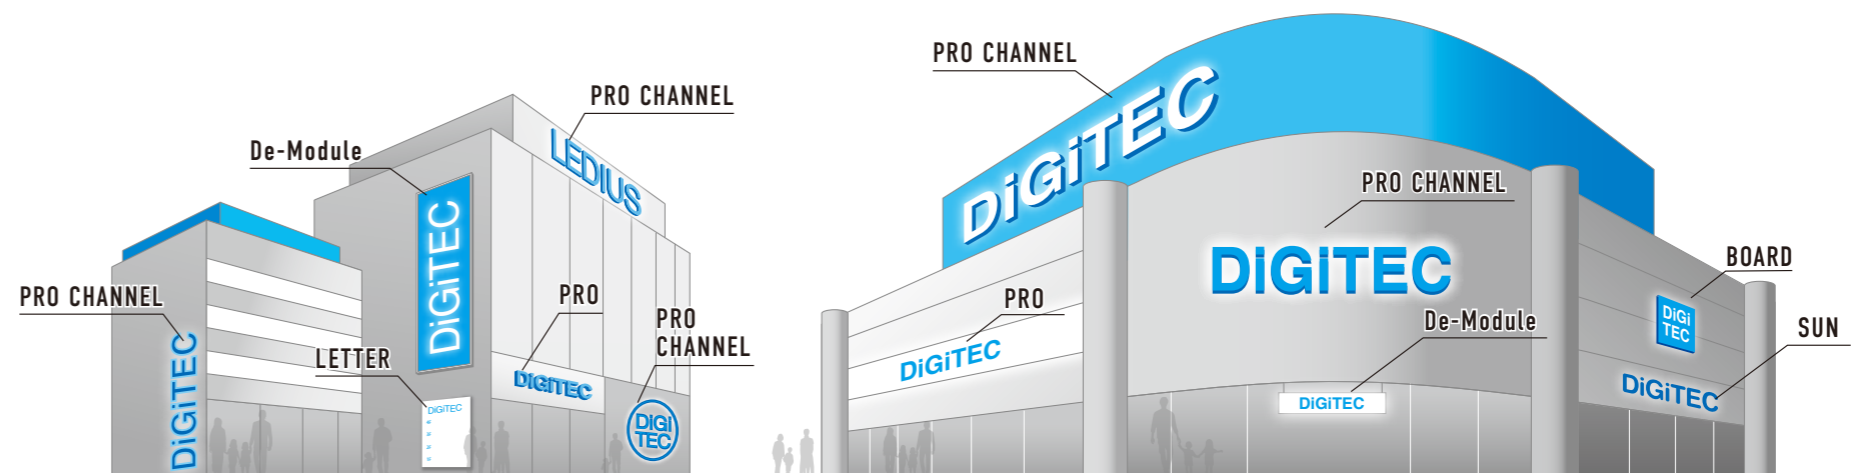 PRO CHANNEL
LEDIUS
De-Module
DiGiTEC
PRO CHANNEL
DiGiTEC
LETTER
DiGiTEC
PRO
DiGiTEC
PRO
CHANNEL
DIGI
TEC
PRO CHANNEL
DiGiTEC
PRO CHANNEL
DiGiTEC
PRO
DiGiTEC
De-Module
DiGiTEC
BOARD
DiGi
TEC
SUN
DiGiTEC